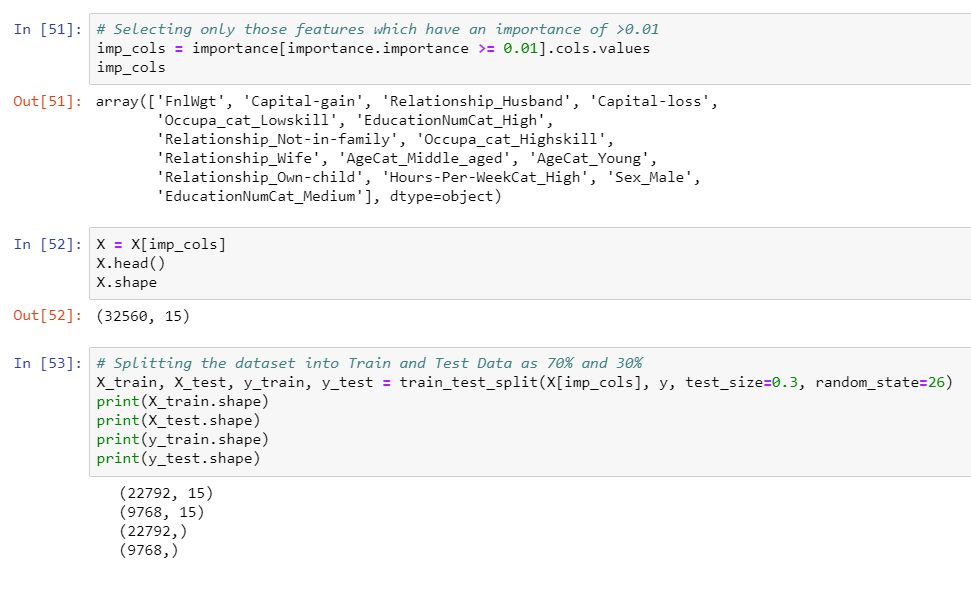 In [51]: # Selecting only those features which have an importance of >0.01
imp_cols = importance[importance.importance >= 0.01].cols.values
imp_cols
Out[51]: array(['FnlWgt', 'Capital-gain', 'Relationship_Husband', 'Capital-loss',
'Occupa_cat_Lowskill', 'EducationNumCat_High',
'Relationship_Not-in-family', 'Occupa_cat_Highskill',
'Relationship_Wife', 'AgeCat_Middle_aged', 'AgeCat_Young',
'Relationship_Own-child', 'Hours-Per-WeekCat_High', 'Sex_Male',
'EducationNumCat_Medium'], dtype=object)
In [52]: X = X[imp_cols]
X.head()
X.shape
Out[52]: (32560, 15)
In [53]: # Splitting the dataset into Train and Test Data as 70% and 30%
X_train, X_test, y_train, y_test = train_test_split(X[imp_cols], y, test_size=0.3, random_state=26)
print(X_train.shape)
print(X_test.shape)
print(y_train.shape)
print(y_test.shape)
(22792, 15)
(9768, 15)
(22792,)
(9768,)